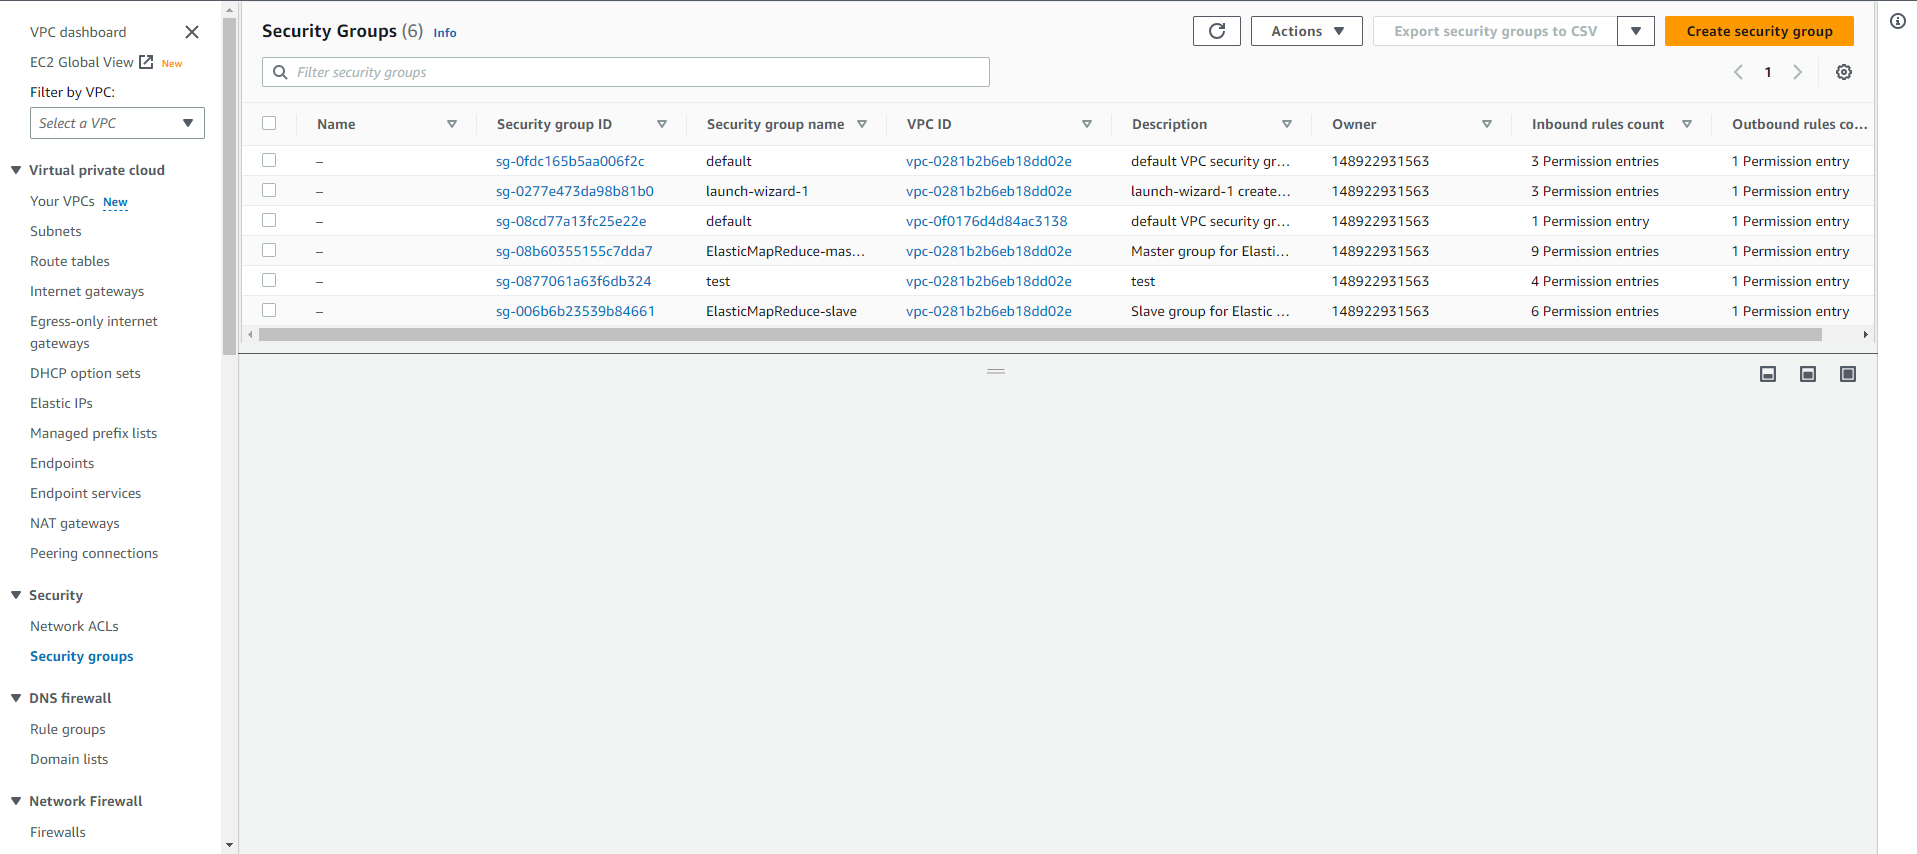 VPC dashboard
EC2 Global View New
Filter by VPC:
Select a VPC
Virtual private cloud
Your VPCs New
Subnets
Route tables
Internet gateways
Egress-only internet
gateways
DHCP option sets
Elastic IPs
Managed prefix lists
Endpoints
Endpoint services
NAT gateways
Peering connections
Security
Network ACLs
Security groups
DNS firewall
Rule groups
Domain lists
Network Firewall
Firewalls
Security Groups (6) Info
Actions
Export security groups to CSV
Create security group
Filter security groups
1
Name Security group ID Security group name VPC ID Description Owner Inbound rules count Outbound rules co...
– sg-0fdc165b5aa006f2c default vpc-0281b2b6eb18dd02e default VPC security gr... 148922931563 3 Permission entries 1 Permission entry
– sg-0277e473da98b81b0 launch-wizard-1 vpc-0281b2b6eb18dd02e launch-wizard-1 create... 148922931563 3 Permission entries 1 Permission entry
– sg-08cd77a13fc25e22e default vpc-0f0176d4d84ac3138 default VPC security gr... 148922931563 1 Permission entry 1 Permission entry
– sg-08b60355155c7dda7 ElasticMapReduce-mas... vpc-0281b2b6eb18dd02e Master group for Elasti... 148922931563 9 Permission entries 1 Permission entry
– sg-0877061a63f6db324 test vpc-0281b2b6eb18dd02e test 148922931563 4 Permission entries 1 Permission entry
– sg-006b6b23539b84661 ElasticMapReduce-slave vpc-0281b2b6eb18dd02e Slave group for Elastic ... 148922931563 6 Permission entries 1 Permission entry